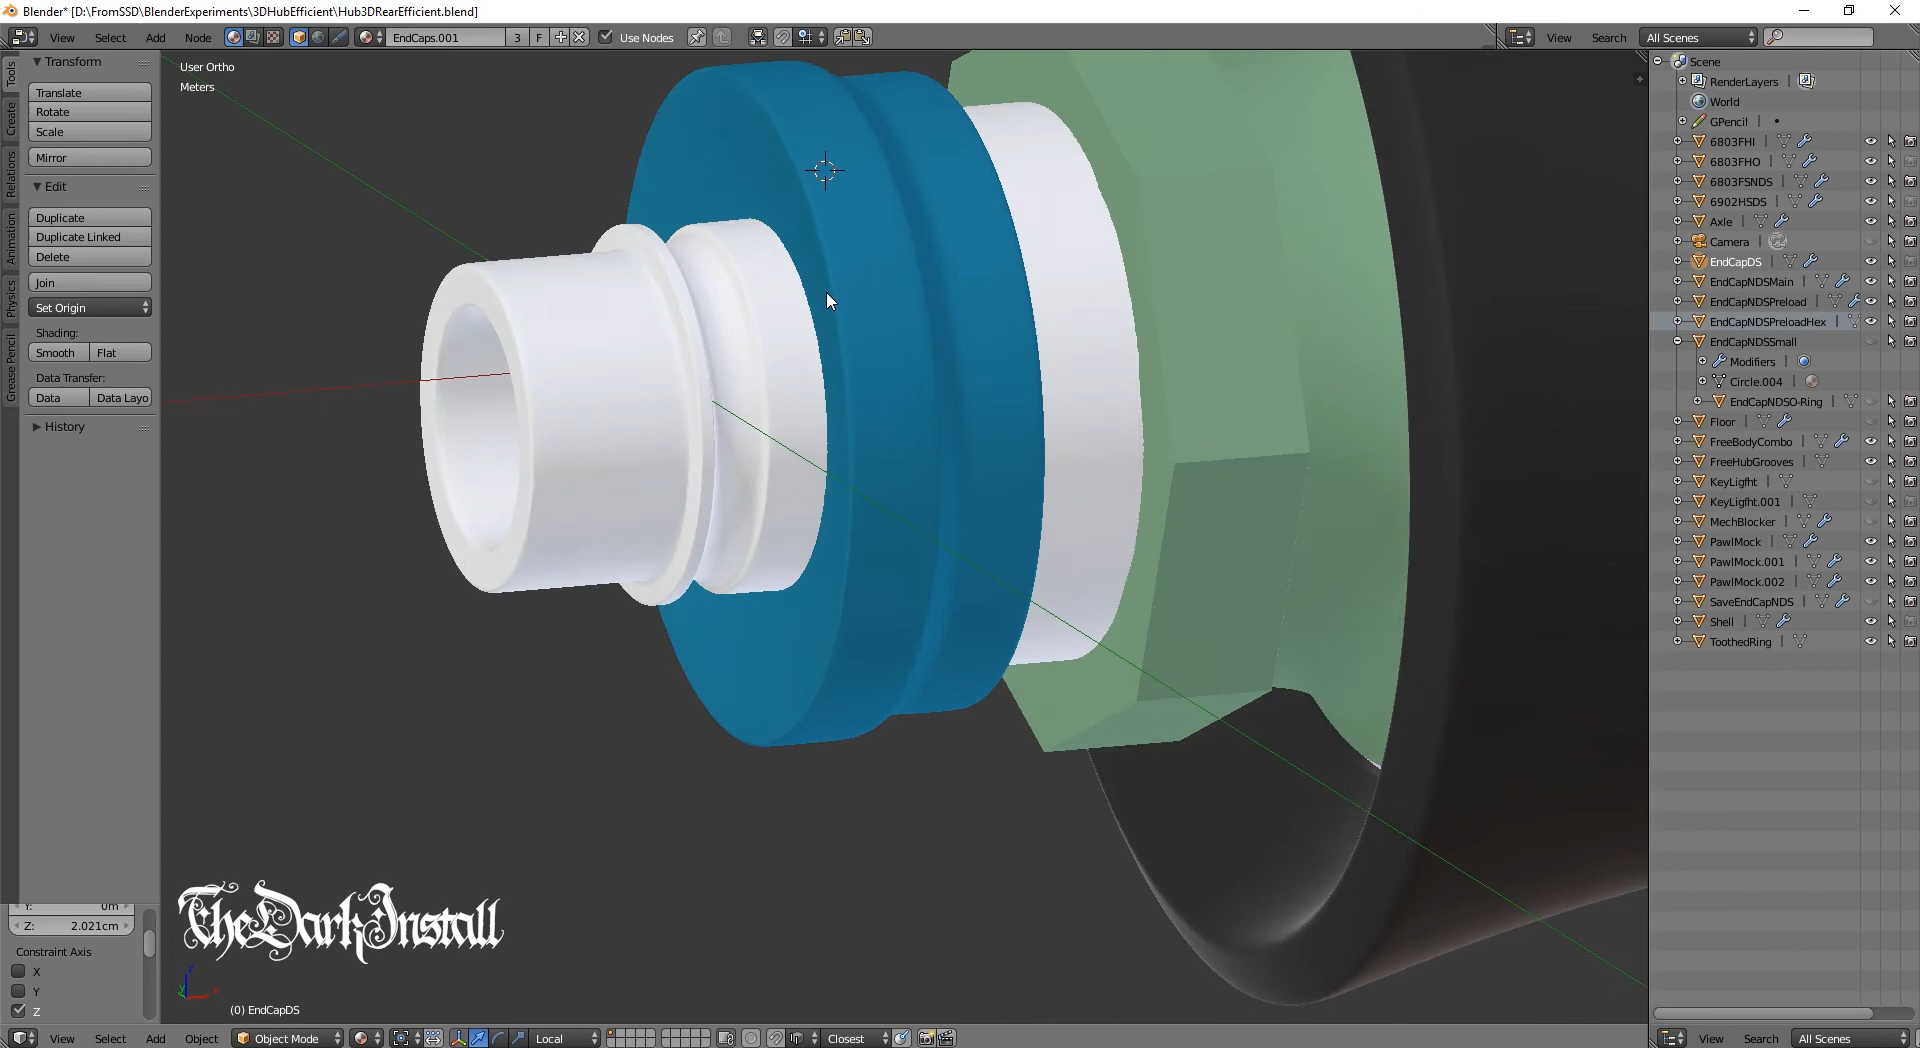 Blender* [D:\FromSSD\BlenderExperiments\3DHubEfficient\Hub3DRearEfficient.blend]
View Select Add Node EndCaps.001 3 F Use Nodes View Search All Scenes
Tools
Create
Relations
Animation
Physics
Grease Pencil
Transform
Translate
Rotate
Scale
Mirror
Edit
Duplicate
Duplicate Linked
Delete
Join
Set Origin
Shading:
Smooth Flat
Data Transfer:
Data Data Layo
History
Y: 0m
Z: 2.021cm
Constraint Axis
X
Y
Z
User Ortho
Meters
TheDarkInstall
(0) EndCapDS
Scene
RenderLayers
World
GPencil
6803FHI
6803FHO
6803FSNDS
6902HSDS
Axle
Camera
EndCapDS
EndCapNDSMain
EndCapNDSPreload
EndCapNDSPreloadHex
EndCapNDSSmall
Modifiers
Circle.004
EndCapNDSO-Ring
Floor
FreeBodyCombo
FreeHubGrooves
KeyLigfht
KeyLigfht.001
MechBlocker
PawlMock
PawlMock.001
PawlMock.002
SaveEndCapNDS
Shell
ToothedRing
View Select Add Object Object Mode Local Closest View Search All Scenes